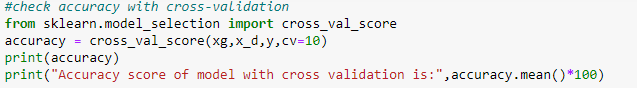 #check accuracy with cross-validation
from sklearn.model_selection import cross_val_score
accuracy = cross_val_score(xg,x_d,y,cv=10)
print(accuracy)
print("Accuracy score of model with cross validation is:",accuracy.mean()*100)